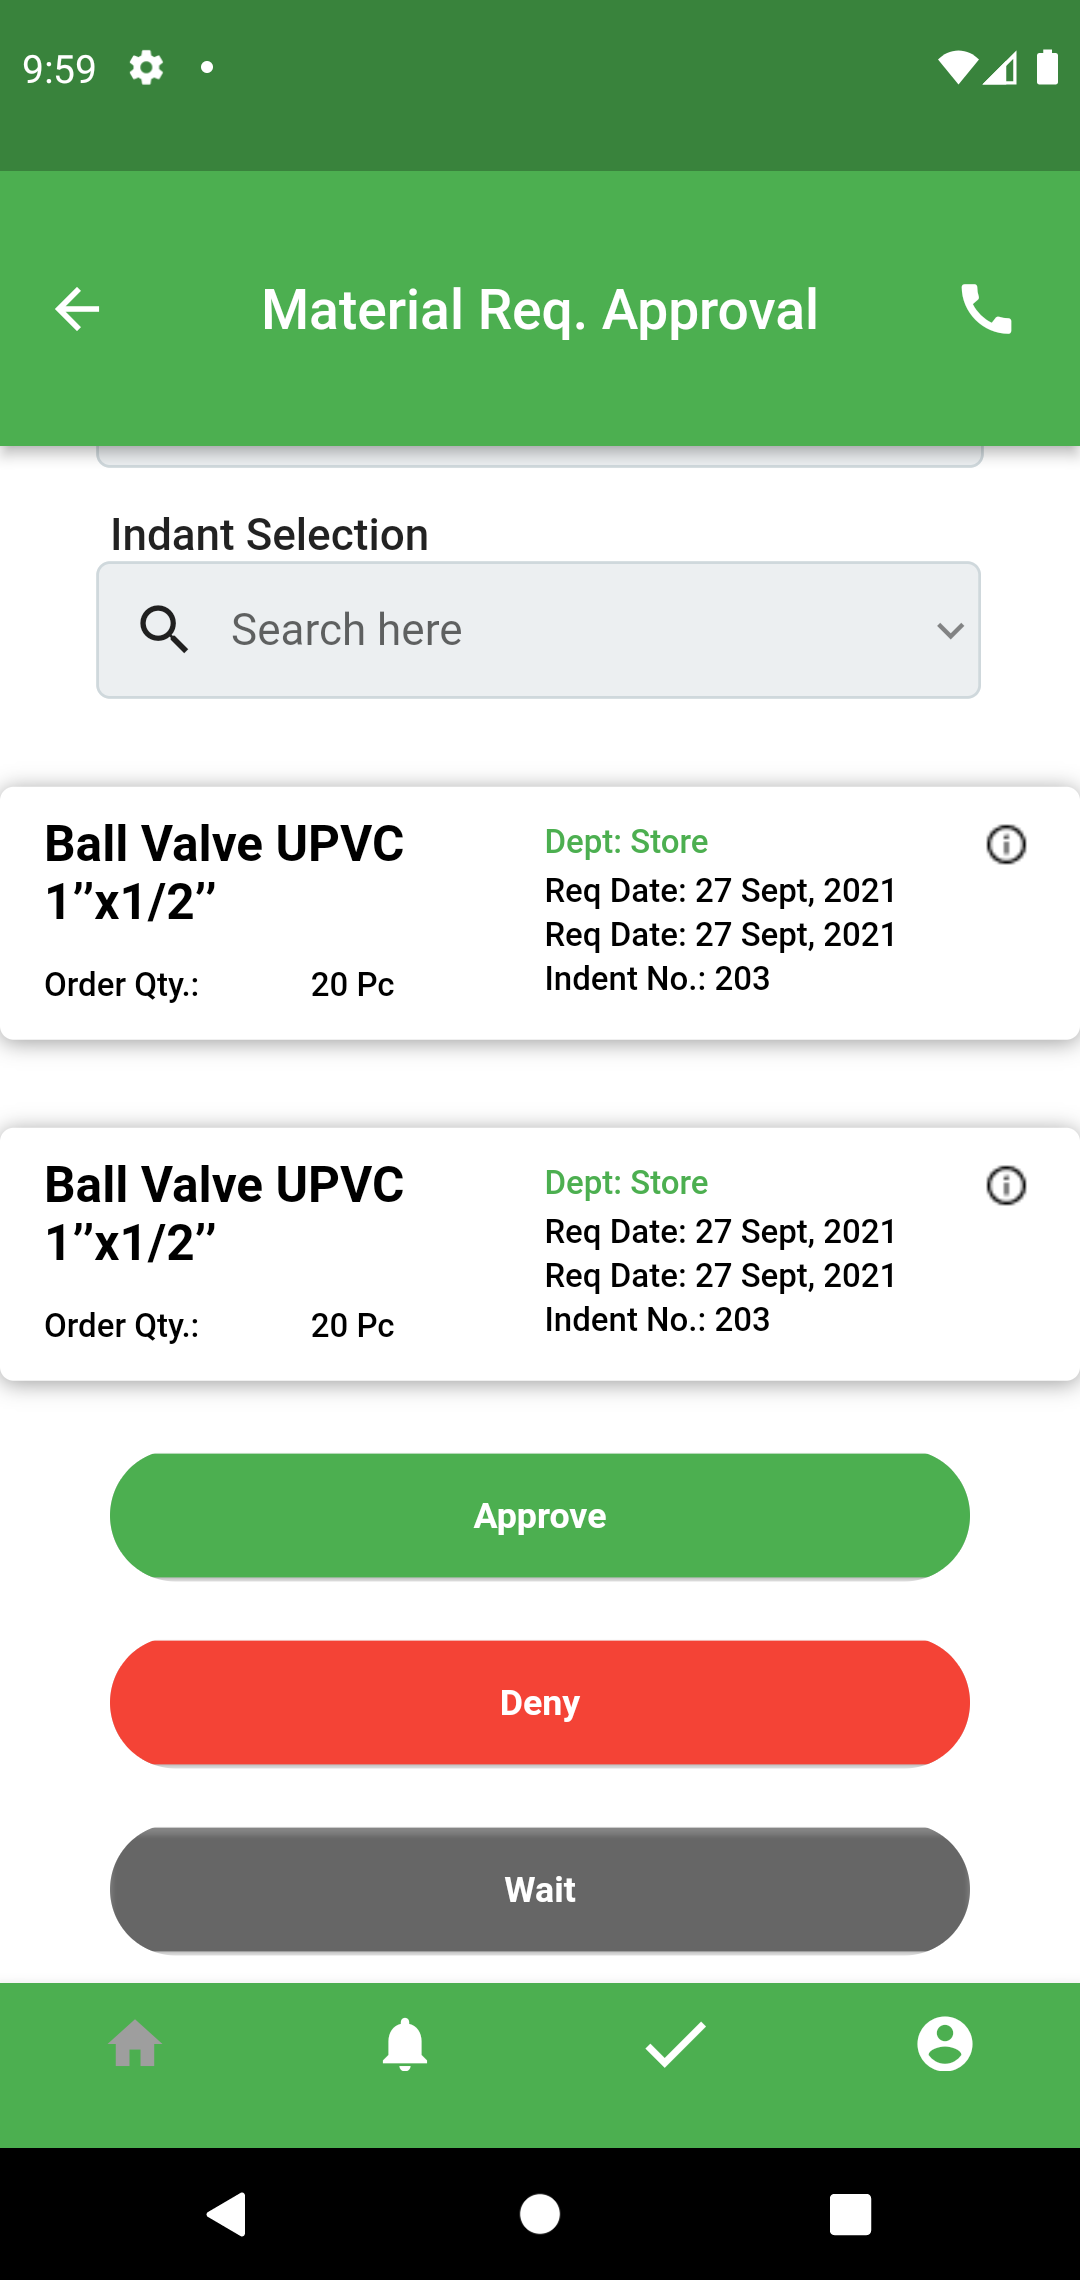 9:59
Material Req. Approval
Indant Selection
Search here
Ball Valve UPVC
1’’x1/2’’
Order Qty.: 20 Pc
Dept: Store
Req Date: 27 Sept, 2021
Req Date: 27 Sept, 2021
Indent No.: 203
Ball Valve UPVC
1’’x1/2’’
Order Qty.: 20 Pc
Dept: Store
Req Date: 27 Sept, 2021
Req Date: 27 Sept, 2021
Indent No.: 203
Approve
Deny
Wait